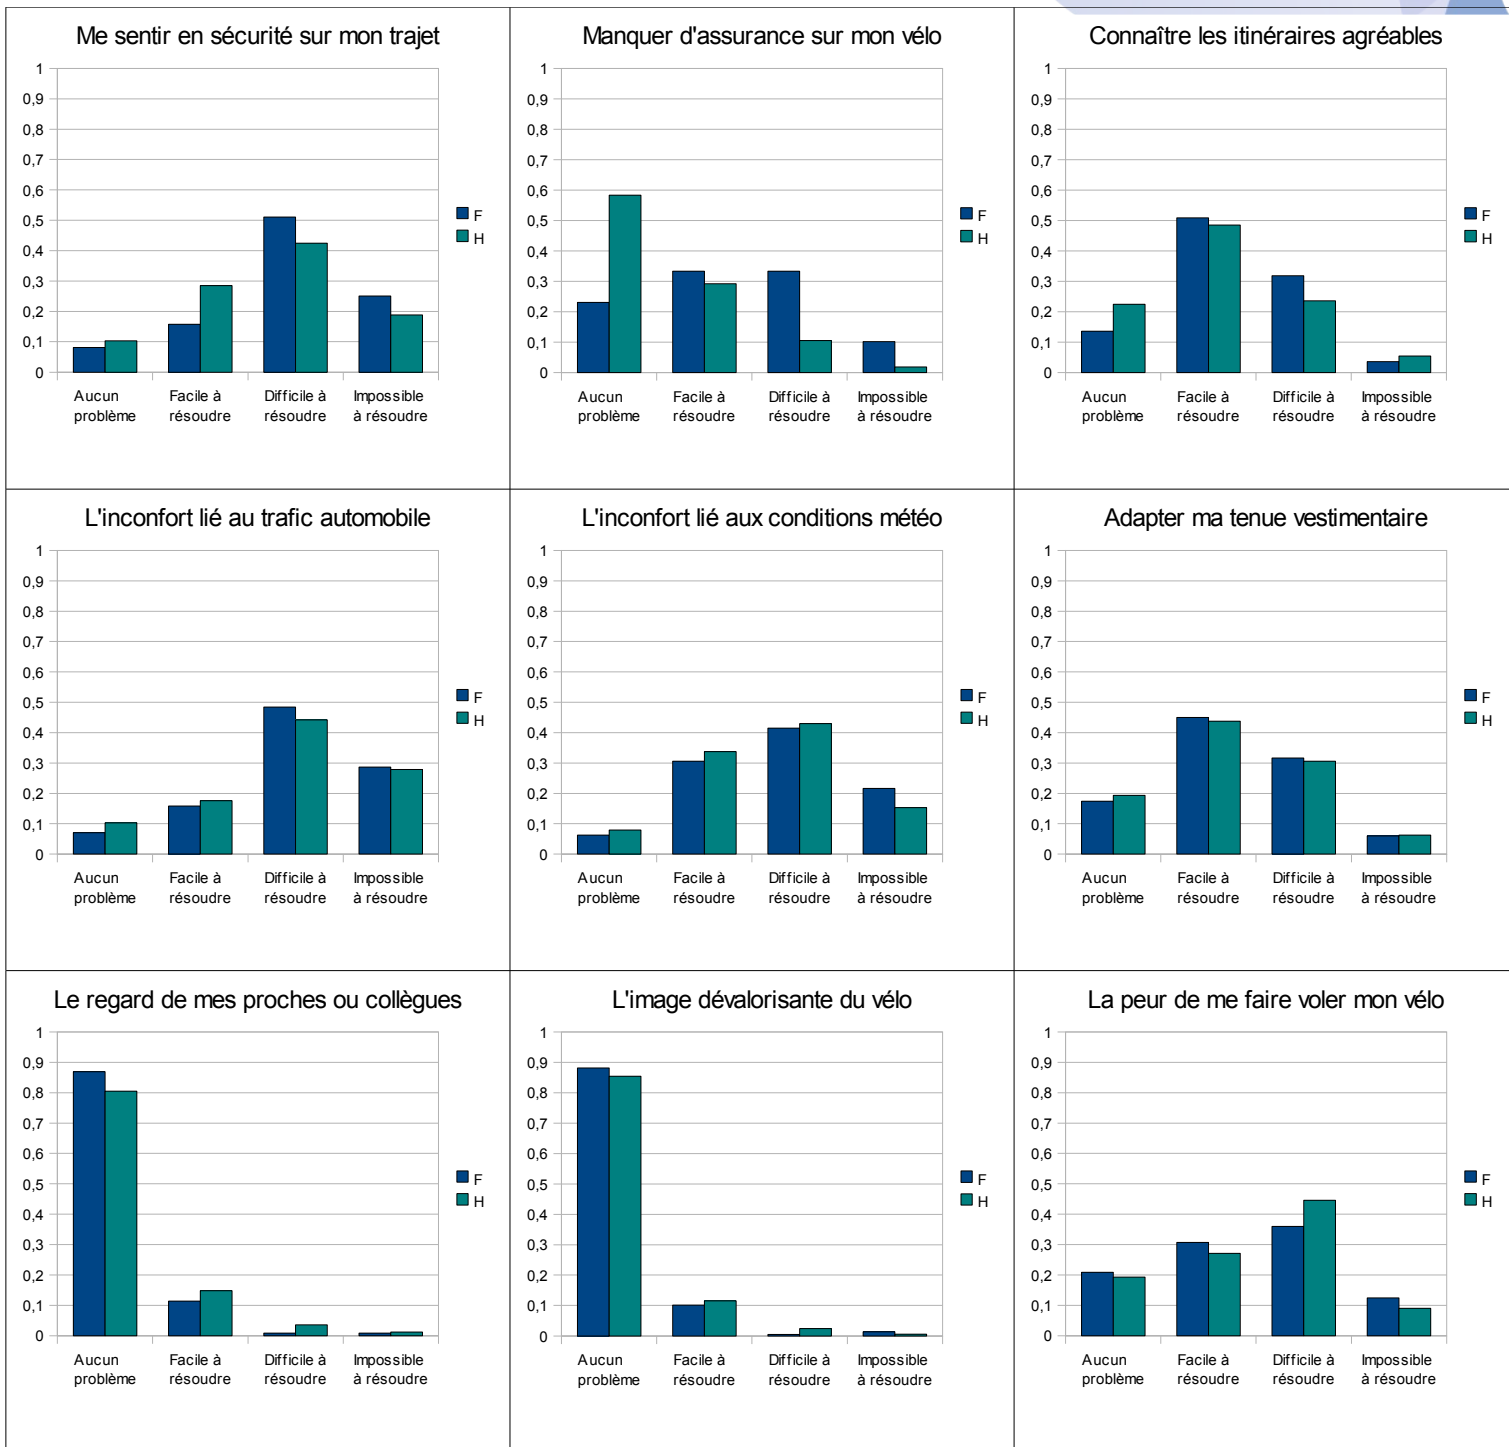 Me sentir en sécurité sur mon trajet
1
0,9
0,8
0,7
0,6
0,5
0,4
0,3
0,2
0,1
0
F
H
Aucun problème
Facile à résoudre
Difficile à résoudre
Impossible à résoudre
Manquer d'assurance sur mon vélo
1
0,9
0,8
0,7
0,6
0,5
0,4
0,3
0,2
0,1
0
F
H
Aucun problème
Facile à résoudre
Difficile à résoudre
Impossible à résoudre
Connaître les itinéraires agréables
1
0,9
0,8
0,7
0,6
0,5
0,4
0,3
0,2
0,1
0
F
H
Aucun problème
Facile à résoudre
Difficile à résoudre
Impossible à résoudre
L'inconfort lié au trafic automobile
1
0,9
0,8
0,7
0,6
0,5
0,4
0,3
0,2
0,1
0
F
H
Aucun problème
Facile à résoudre
Difficile à résoudre
Impossible à résoudre
L'inconfort lié aux conditions météo
1
0,9
0,8
0,7
0,6
0,5
0,4
0,3
0,2
0,1
0
F
H
Aucun problème
Facile à résoudre
Difficile à résoudre
Impossible à résoudre
Adapter ma tenue vestimentaire
1
0,9
0,8
0,7
0,6
0,5
0,4
0,3
0,2
0,1
0
F
H
Aucun problème
Facile à résoudre
Difficile à résoudre
Impossible à résoudre
Le regard de mes proches ou collègues
1
0,9
0,8
0,7
0,6
0,5
0,4
0,3
0,2
0,1
0
F
H
Aucun problème
Facile à résoudre
Difficile à résoudre
Impossible à résoudre
L'image dévalorisante du vélo
1
0,9
0,8
0,7
0,6
0,5
0,4
0,3
0,2
0,1
0
F
H
Aucun problème
Facile à résoudre
Difficile à résoudre
Impossible à résoudre
La peur de me faire voler mon vélo
1
0,9
0,8
0,7
0,6
0,5
0,4
0,3
0,2
0,1
0
F
H
Aucun problème
Facile à résoudre
Difficile à résoudre
Impossible à résoudre